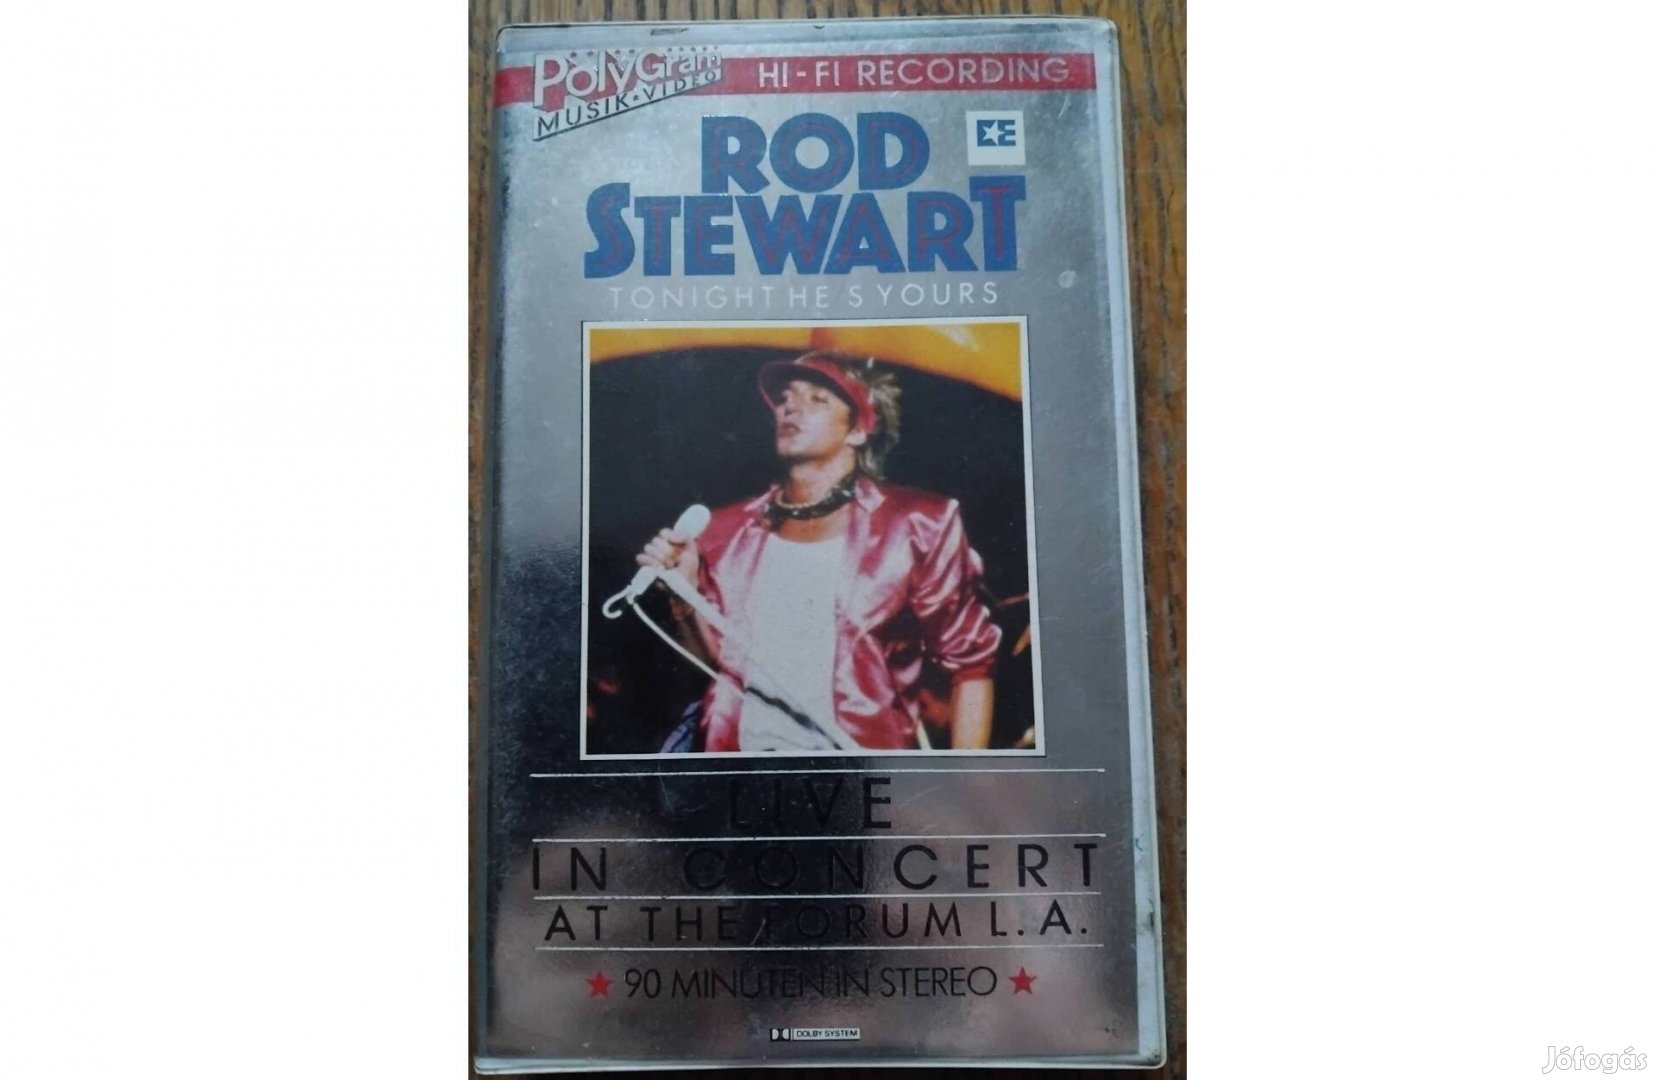 PolyGram
MUSIK★VIDEO
HI-FI RECORDING
ROD
STEWART
TONIGHT HE'S YOURS
LIVE
IN CONCERT
AT THE FORUM L.A.
★ 90 MINUTEN IN STEREO ★
DOLBY SYSTEM
Jófogás